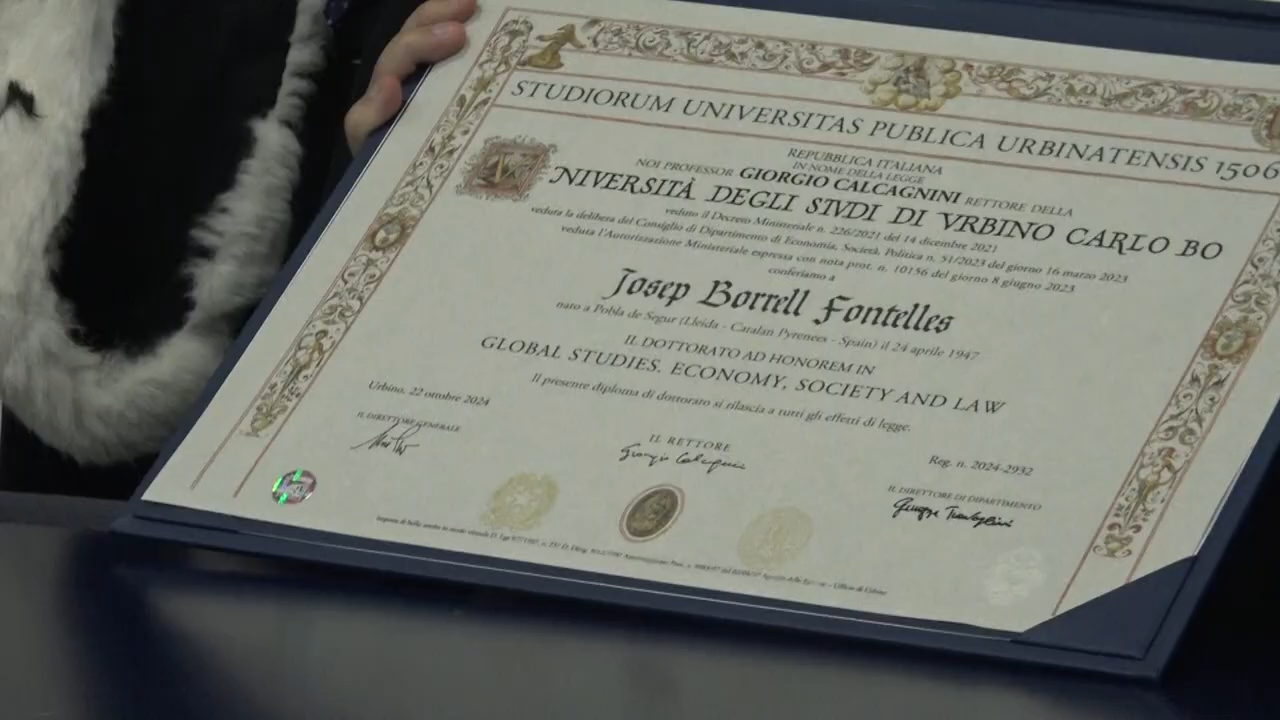 STUDIORUM UNIVERSITAS PUBLICA URBINATENSIS 1506
REPUBBLICA ITALIANA
IN NOME DELLA LEGGE
NOI PROFESSOR GIORGIO CALCAGNINI RETTORE DELLA
VNIVERSITÀ DEGLI STVDI DI VRBINO CARLO BO
veduto il Decreto Ministeriale n. 226/2021 del 14 dicembre 2021
veduta la delibera del Consiglio di Dipartimento di Economia, Società, Politica n. 51/2023 del giorno 16 marzo 2023
veduta l'Autorizzazione Ministeriale espressa con nota prot. n. 10156 del giorno 8 giugno 2023
conferiamo a
Josep Borrell Fontelles
nato a Pobla de Segur (Lleida - Catalan Pyrenees - Spain) il 24 aprile 1947
IL DOTTORATO AD HONOREM IN
GLOBAL STUDIES. ECONOMY, SOCIETY AND LAW
Il presente diploma di dottorato si rilascia a tutti gli effetti di legge.
Urbino, 22 ottobre 2024
IL DIRETTORE GENERALE
IL RETTORE
Giorgio Calcagnini
Reg. n. 2024-2932
IL DIRETTORE DI DIPARTIMENTO